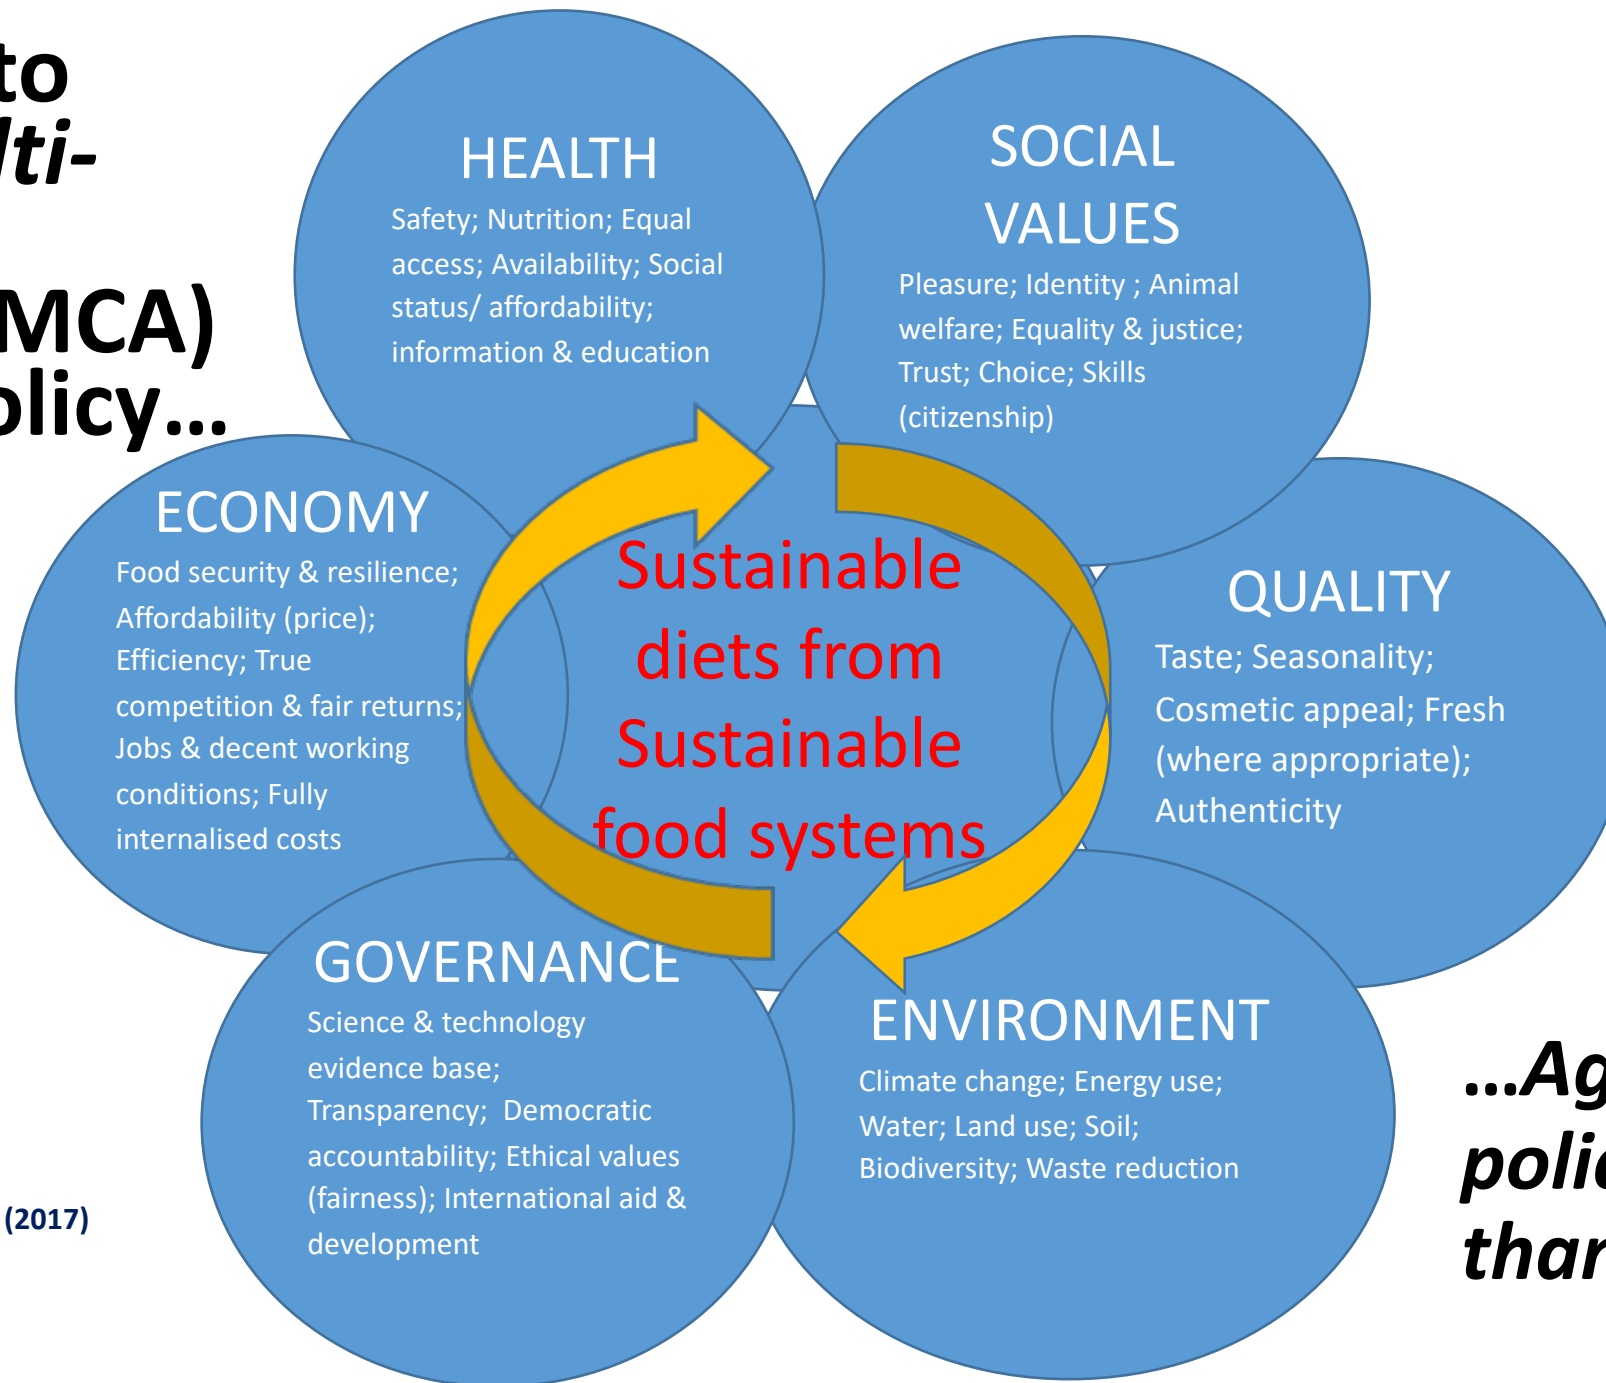 to
lti-
MCA)
olicy...
HEALTH
Safety; Nutrition; Equal
access; Availability; Social
status/ affordability;
information & education
SOCIAL
VALUES
Pleasure; Identity ; Animal
welfare; Equality & justice;
Trust; Choice; Skills
(citizenship)
ECONOMY
Food security & resilience;
Affordability (price);
Efficiency; True
competition & fair returns;
Jobs & decent working
conditions; Fully
internalised costs
Sustainable
diets from
Sustainable
food systems
QUALITY
Taste; Seasonality;
Cosmetic appeal; Fresh
(where appropriate);
Authenticity
GOVERNANCE
Science & technology
evidence base;
Transparency;  Democratic
accountability; Ethical values
(fairness); International aid &
development
ENVIRONMENT
Climate change; Energy use;
Water; Land use; Soil;
Biodiversity; Waste reduction
(2017)
...Ag
polic
than